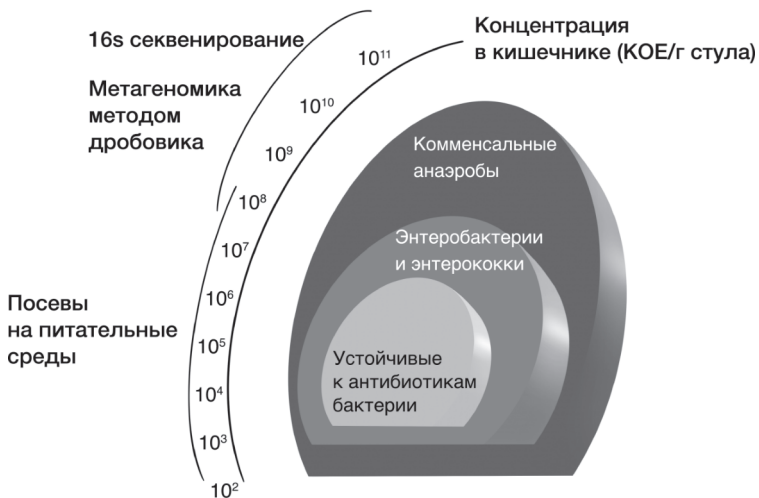 16s секвенирование
Метагеномика
методом
дробовика
Посевы
на питательные
среды
10¹¹
10¹⁰
10⁹
10⁸
10⁷
10⁶
10⁵
10⁴
10³
10²
Концентрация
в кишечнике (КОЕ/г стула)
Комменсальные
анаэробы
Энтеробактерии
и энтерококки
Устойчивые
к антибиотикам
бактерии